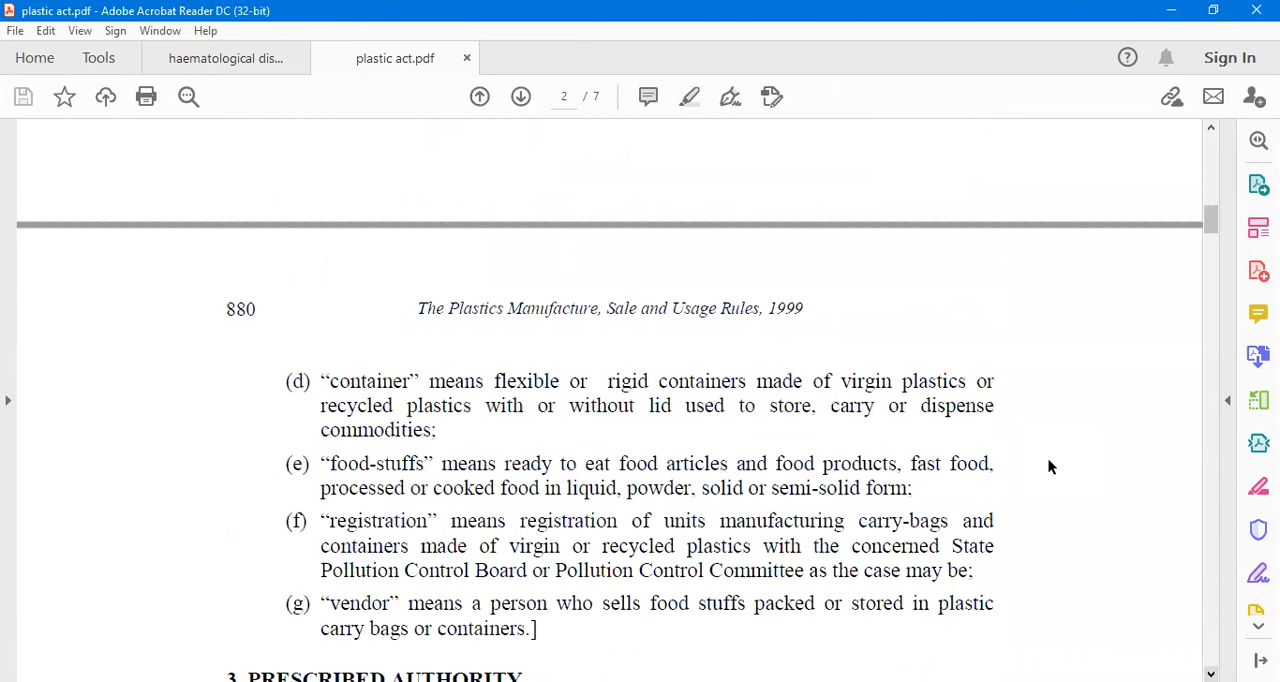 plastic act.pdf - Adobe Acrobat Reader DC (32-bit)
File Edit View Sign Window Help
Home Tools haematological dis... plastic act.pdf × Sign In
2 / 7
880 The Plastics Manufacture, Sale and Usage Rules, 1999
(d) “container” means flexible or rigid containers made of virgin plastics or
recycled plastics with or without lid used to store, carry or dispense
commodities;
(e) “food-stuffs” means ready to eat food articles and food products, fast food,
processed or cooked food in liquid, powder, solid or semi-solid form;
(f) “registration” means registration of units manufacturing carry-bags and
containers made of virgin or recycled plastics with the concerned State
Pollution Control Board or Pollution Control Committee as the case may be;
(g) “vendor” means a person who sells food stuffs packed or stored in plastic
carry bags or containers.]
3. PRESCRIBED AUTHORITY